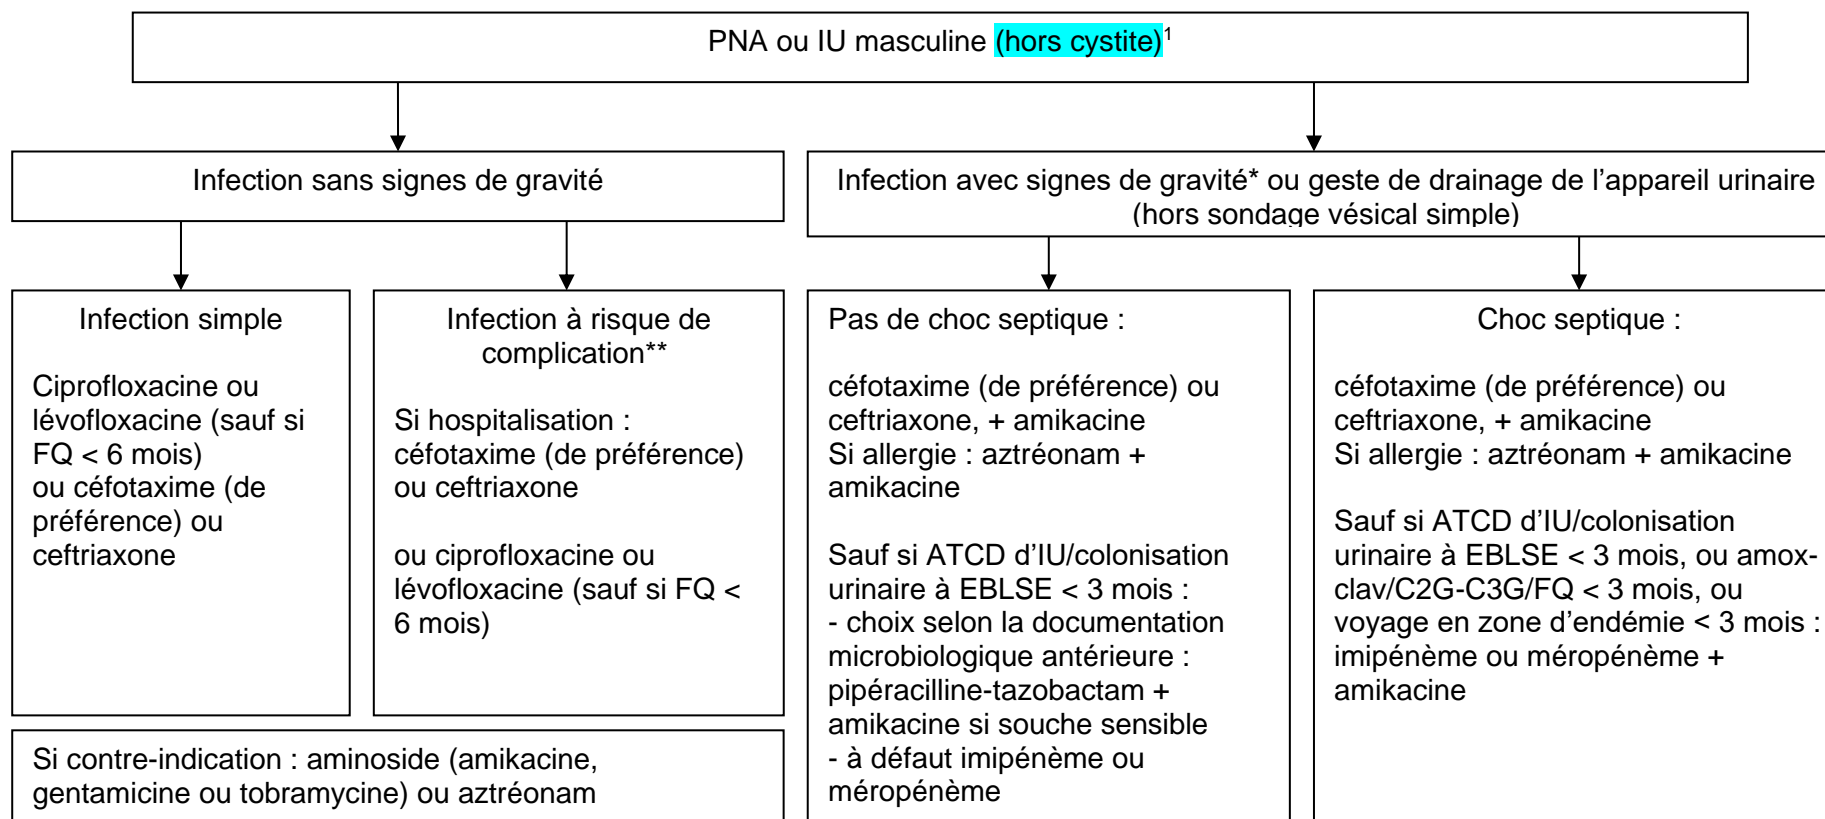 PNA ou IU masculine (hors cystite)¹
Infection sans signes de gravité
Infection avec signes de gravité* ou geste de drainage de l'appareil urinaire
(hors sondage vésical simple)
Infection simple
Ciprofloxacine ou
lévofloxacine (sauf si
FQ < 6 mois)
ou céfotaxime (de
préférence) ou
ceftriaxone
Infection à risque de
complication**
Si hospitalisation :
céfotaxime (de préférence)
ou ceftriaxone
ou ciprofloxacine ou
lévofloxacine (sauf si FQ <
6 mois)
Si contre-indication : aminoside (amikacine,
gentamicine ou tobramycine) ou aztréonam
Pas de choc septique :
céfotaxime (de préférence) ou
ceftriaxone, + amikacine
Si allergie : aztréonam +
amikacine
Sauf si ATCD d'IU/colonisation
urinaire à EBLSE < 3 mois :
- choix selon la documentation
microbiologique antérieure :
pipéracilline-tazobactam +
amikacine si souche sensible
- à défaut imipénème ou
méropénème
Choc septique :
céfotaxime (de préférence) ou
ceftriaxone, + amikacine
Si allergie : aztréonam + amikacine
Sauf si ATCD d'IU/colonisation
urinaire à EBLSE < 3 mois, ou amox-
clav/C2G-C3G/FQ < 3 mois, ou
voyage en zone d'endémie < 3 mois :
imipénème ou méropénème +
amikacine